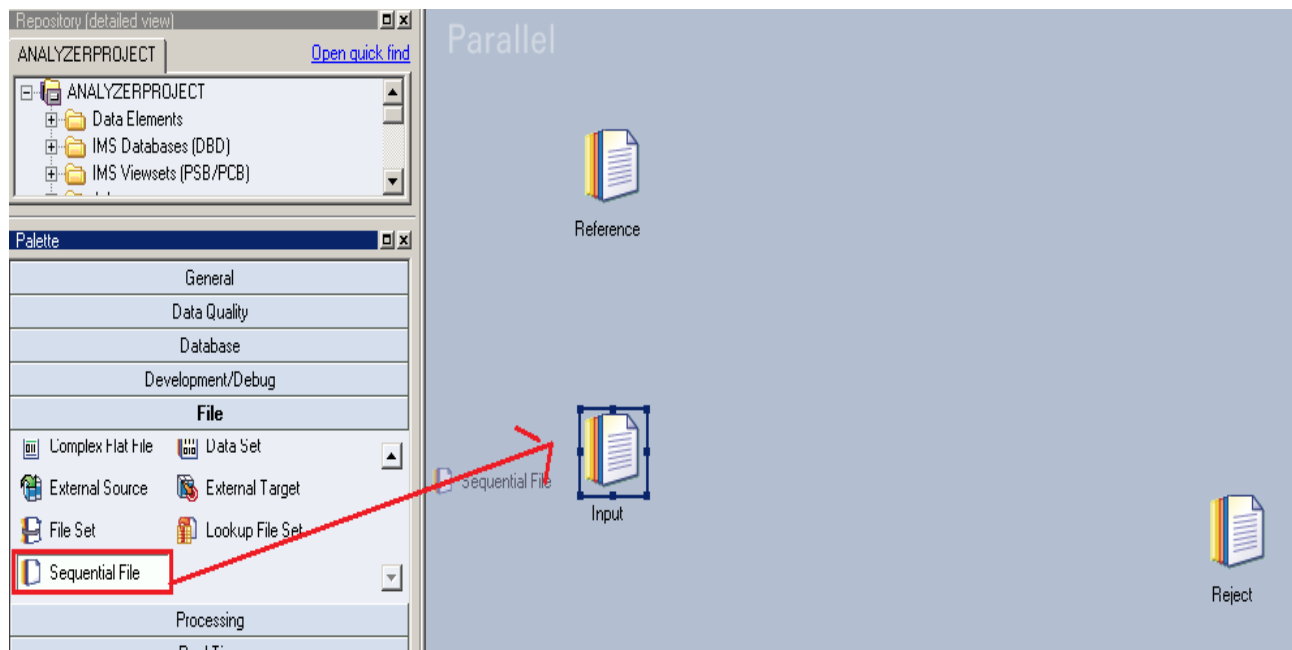 Repository (detailed view)
ANALYZERPROJECT
Open quick find
ANALYZERPROJECT
Data Elements
IMS Databases (DBD)
IMS Viewsets (PSB/PCB)
Palette
General
Data Quality
Database
Development/Debug
File
Complex Flat File
Data Set
External Source
External Target
File Set
Lookup File Set
Sequential File
Processing
Parallel
Reference
Sequential File
Input
Reject